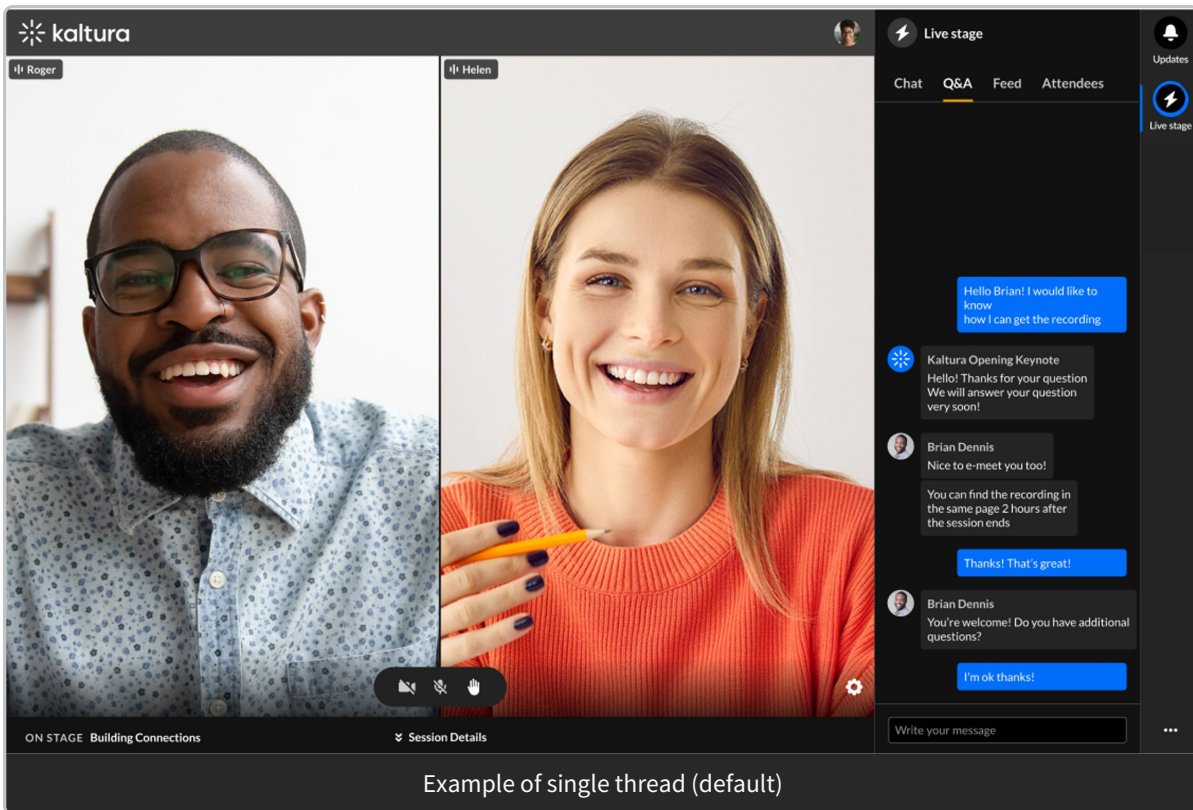 kaltura
Roger
Helen
ON STAGE Building Connections
Session Details
Live stage
Chat Q&A Feed Attendees
Hello Brian! I would like to
know
how I can get the recording
Kaltura Opening Keynote
Hello! Thanks for your question
We will answer your question
very soon!
Brian Dennis
Nice to e-meet you too!
You can find the recording in
the same page 2 hours after
the session ends
Thanks! That's great!
Brian Dennis
You're welcome! Do you have additional
questions?
I'm ok thanks!
Write your message
Updates
Live stage
Example of single thread (default)